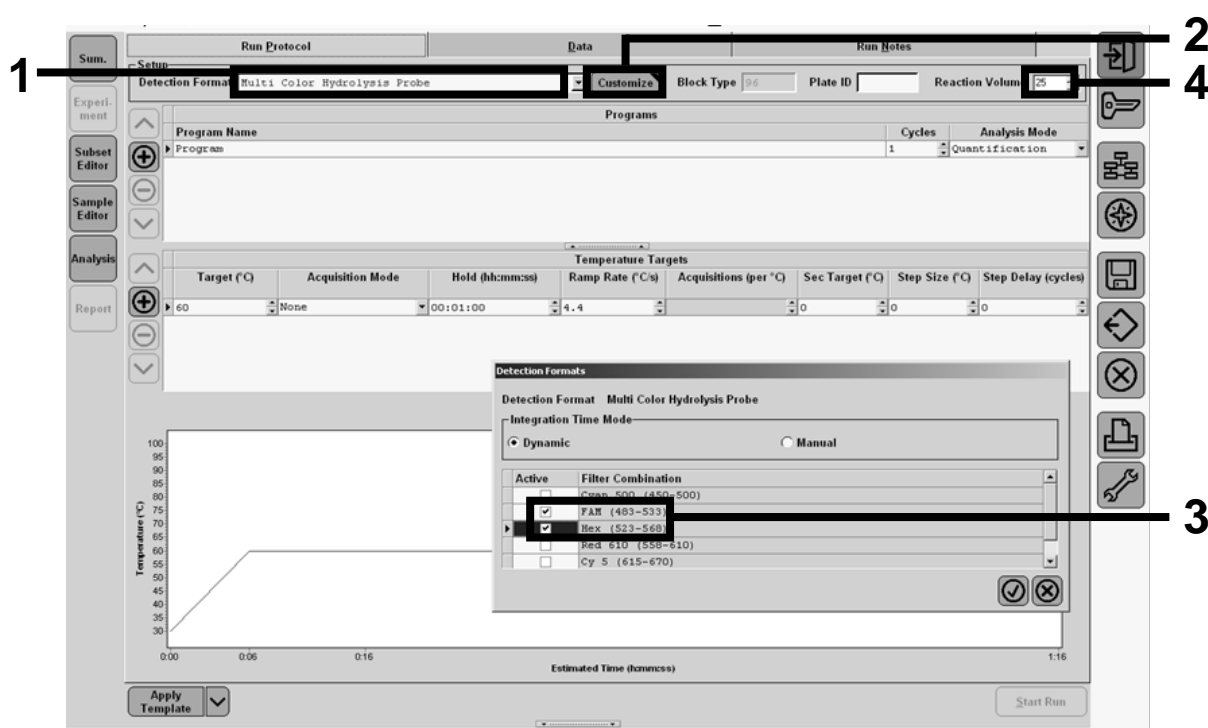 2
Run Protocol Data Run Notes
Sum.
1
Setup
Detection Format Multi Color Hydrolysis Probe Customize Block Type 96 Plate ID Reaction Volume 25
4
Experi-
ment
Programs
Program Name Cycles Analysis Mode
Program 1 Quantification
Subset
Editor
Sample
Editor
Analysis
Temperature Targets
Target (°C) Acquisition Mode Hold (hh:mm:ss) Ramp Rate (°C/s) Acquisitions (per °C) Sec Target (°C) Step Size (°C) Step Delay (cycles)
60 None 00:01:00 4.4 0 0 0
Report
Detection Formats
Detection Format Multi Color Hydrolysis Probe
Integration Time Mode
Dynamic Manual
Active Filter Combination
Cyan 500 (450-500)
FAM (483-533)
Hex (523-568)
3
Red 610 (558-610)
Cy 5 (615-670)
Temperature (°C)
100
95
90
85
80
75
70
65
60
55
50
45
40
35
30
0:00 0:06 0:16 1:16
Estimated Time (h:mm:ss)
Apply
Template
Start Run